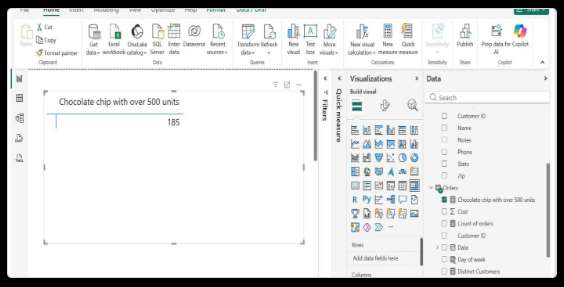 File Home Insert Modeling View Optimize Help Format Data / Drill
Share
Paste
Cut
Copy
Format painter
Clipboard
Get data
Excel workbook
OneLake catalog
SQL Server
Enter data
Dataverse
Recent sources
Data
Transform data
Refresh
Queries
New visual
Text box
More visuals
Insert
New visual calculation
New measure
Quick measure
Calculations
Sensitivity
Sensitivity
Publish
Share
Prep data for AI
Copilot
Copilot
Chocolate chip with over 500 units
185
Filters
Quick measure
Visualizations
Build visual
Rows
Add data fields here
Columns
Data
Search
Customer ID
Name
Notes
Phone
State
Zip
Orders
Chocolate chip with over 500 units
Cost
Count of orders
Customer ID
Date
Day of week
Distinct Customers